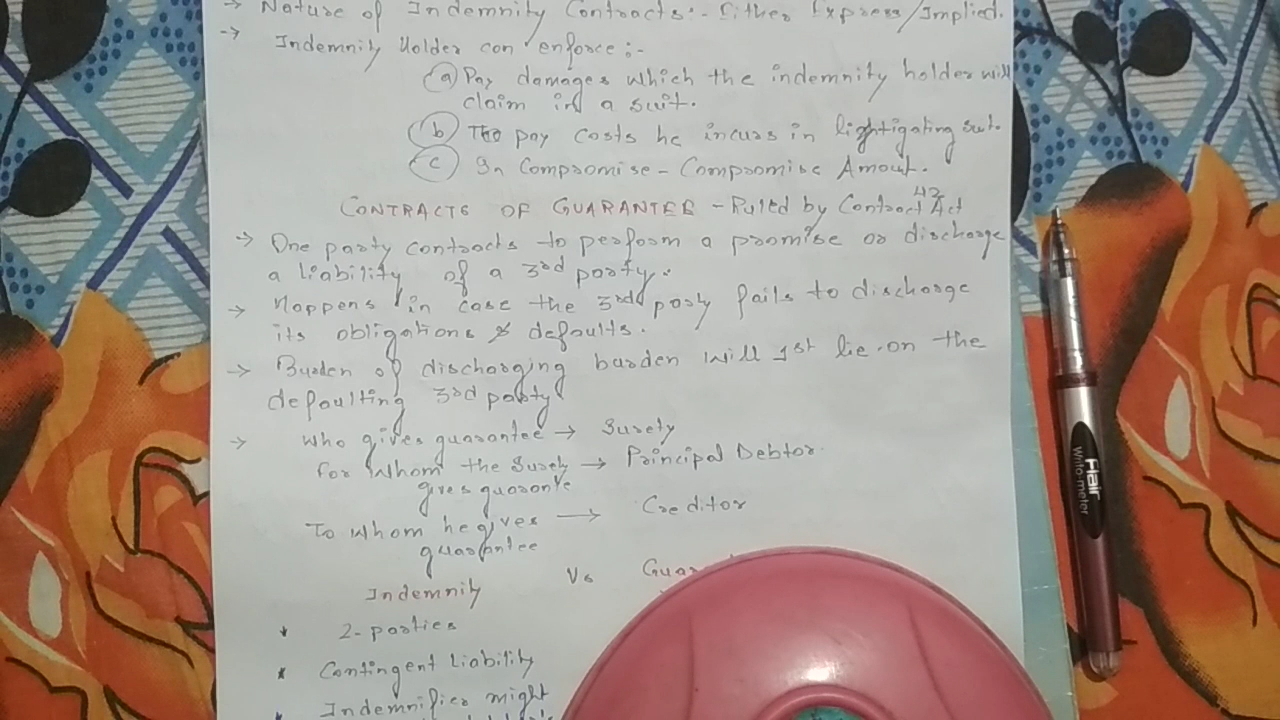 → Nature of Indemnity Contracts:- Either Express/Implied.
→ Indemnity Holder can enforce:-
(a) Pay damages which the indemnity holder will
claim in a suit.
(b) The pay costs he incurs in lightigating suit.
(c) In Compromise - Compromise Amount.
CONTRACTS OF GUARANTEE - Ruled by Contract Act
→ One party contracts to perform a promise or discharge
a liability of a 3rd party.
→ Happens in case the 3rd party fails to discharge
its obligations & defaults.
→ Burden of discharging burden will 1st lie on the
defaulting 3rd party
→ Who gives guarantee → Surety
for whom the Surety → Principal Debtor.
gives guarante
To whom he gives → Creditor
guarantee
Indemnity Vs
* 2-parties
* Contingent Liability
* Indemnifier might
Flair
Writo-meter